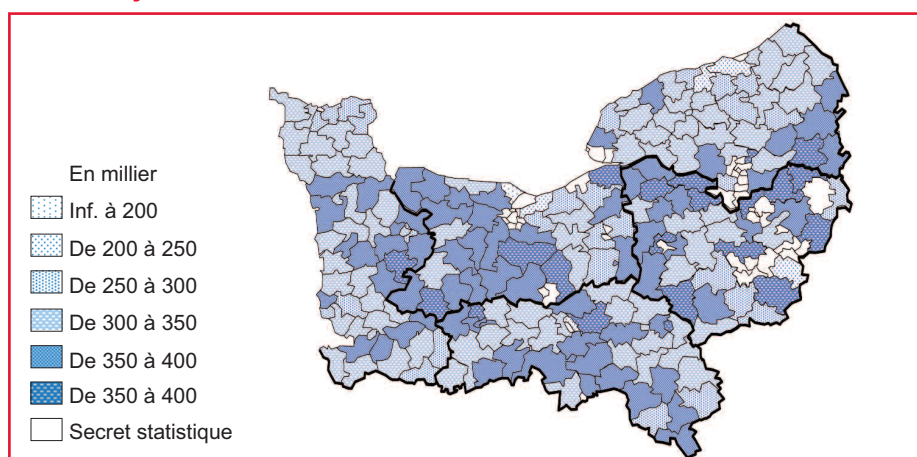 En millier
Inf. à 200
De 200 à 250
De 250 à 300
De 300 à 350
De 350 à 400
De 350 à 400
Secret statistique